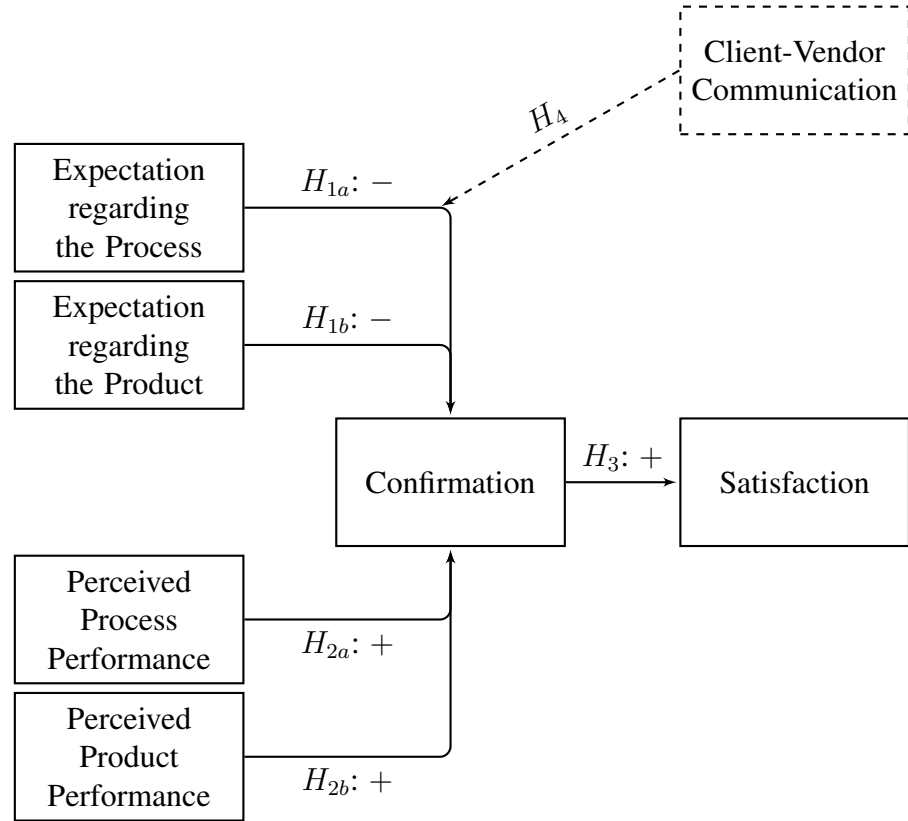 Client-Vendor
Communication
H₄
Expectation
regarding
the Process
H₁ₐ: −
Expectation
regarding
the Product
H₁b: −
Confirmation
H₃: +
Satisfaction
Perceived
Process
Performance
H₂ₐ: +
Perceived
Product
Performance
H₂b: +